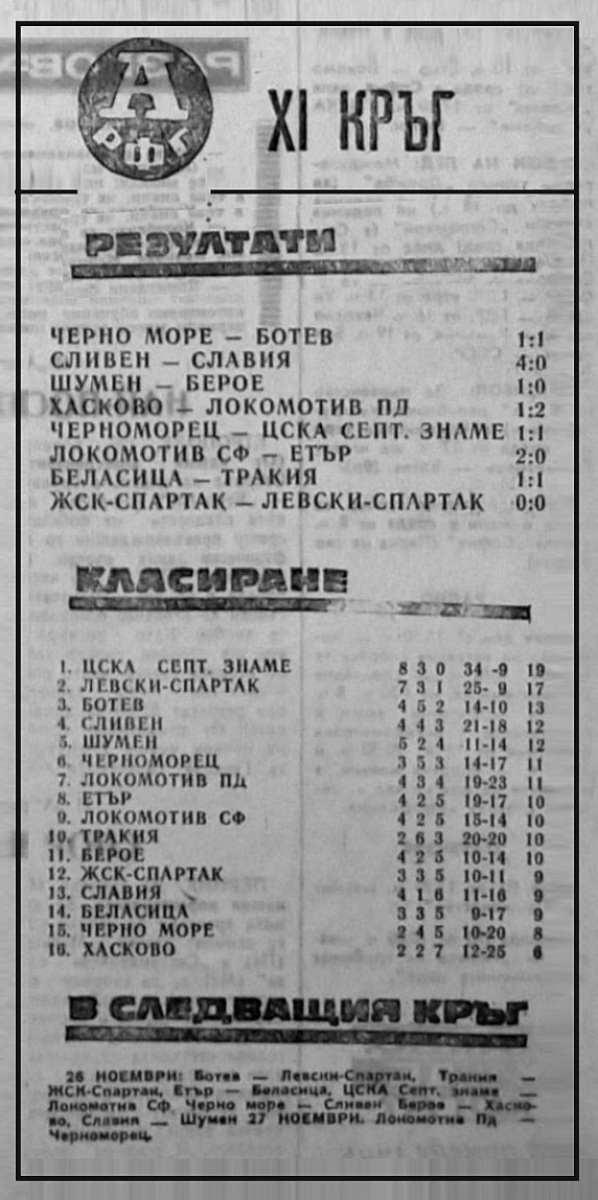 А
РФГ
XI КРЪГ
РЕЗУЛТАТИ
ЧЕРНО МОРЕ — БОТЕВ 1:1
СЛИВЕН — СЛАВИЯ 4:0
ШУМЕН — БЕРОЕ 1:0
ХАСКОВО — ЛОКОМОТИВ ПД 1:2
ЧЕРНОМОРЕЦ — ЦСКА СЕПТ. ЗНАМЕ 1:1
ЛОКОМОТИВ СФ — ЕТЪР 2:0
БЕЛАСИЦА — ТРАКИЯ 1:1
ЖСК-СПАРТАК — ЛЕВСКИ-СПАРТАК 0:0
КЛАСИРАНЕ
1. ЦСКА СЕПТ. ЗНАМЕ 8 3 0 34 -9 19
2. ЛЕВСКИ-СПАРТАК 7 3 1 25- 9 17
3. БОТЕВ 4 5 2 14-10 13
4. СЛИВЕН 4 4 3 21-18 12
5. ШУМЕН 5 2 4 11-14 12
6. ЧЕРНОМОРЕЦ 3 5 3 14-17 11
7. ЛОКОМОТИВ ПД 4 3 4 19-23 11
8. ЕТЪР 4 2 5 19-17 10
9. ЛОКОМОТИВ СФ 4 2 5 15-14 10
10. ТРАКИЯ 2 6 3 20-20 10
11. БЕРОЕ 4 2 5 10-14 10
12. ЖСК-СПАРТАК 3 3 5 10-11 9
13. СЛАВИЯ 4 1 6 11-16 9
14. БЕЛАСИЦА 3 3 5 9-17 9
15. ЧЕРНО МОРЕ 2 4 5 10-20 8
16. ХАСКОВО 2 2 7 12-25 6
В СЛЕДВАЩИЯ КРЪГ
26 НОЕМВРИ: Ботев — Левски-Спартак, Тракия —
ЖСК-Спартак, Етър — Беласица, ЦСКА Септ. знаме —
Локомотив Сф, Черно море — Сливен Берое — Хаско-
во, Славия — Шумен 27 НОЕМВРИ. Локомотив Пд —
Черноморец.